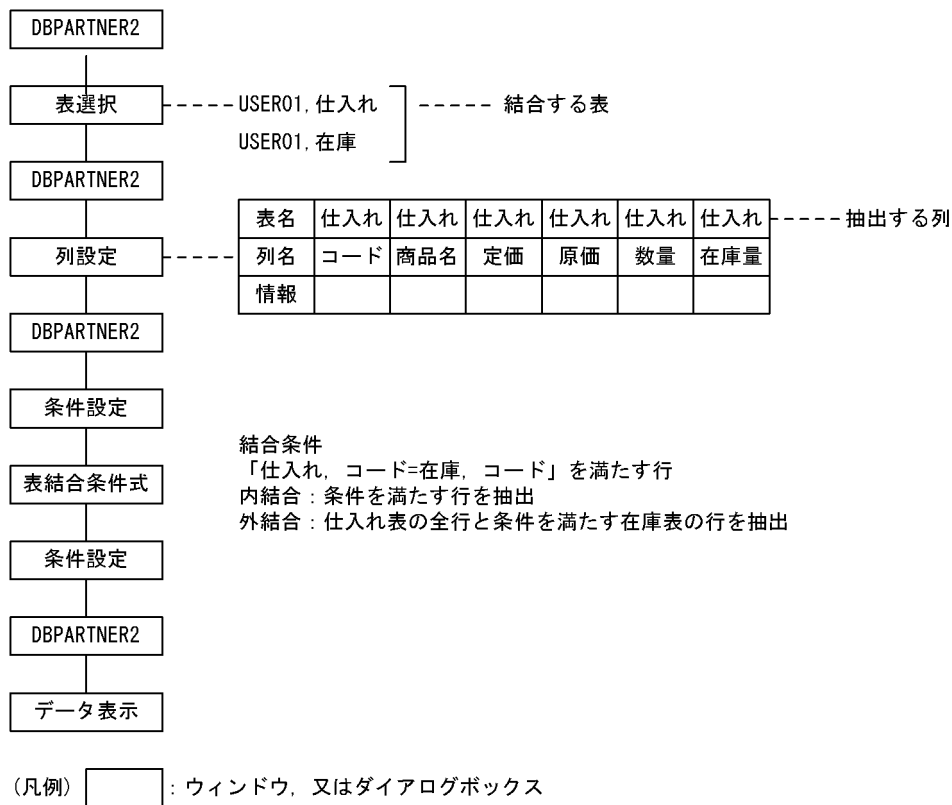 DBPARTNER2
表選択 USER01, 仕入れ 結合する表
USER01, 在庫
DBPARTNER2
表名 仕入れ 仕入れ 仕入れ 仕入れ 仕入れ 仕入れ 抽出する列
列設定 列名 コード 商品名 定価 原価 数量 在庫量
情報
DBPARTNER2
条件設定
結合条件
「仕入れ, コード=在庫, コード」を満たす行
表結合条件式
内結合：条件を満たす行を抽出
外結合：仕入れ表の全行と条件を満たす在庫表の行を抽出
条件設定
DBPARTNER2
データ表示
(凡例) ：ウィンドウ, 又はダイアログボックス